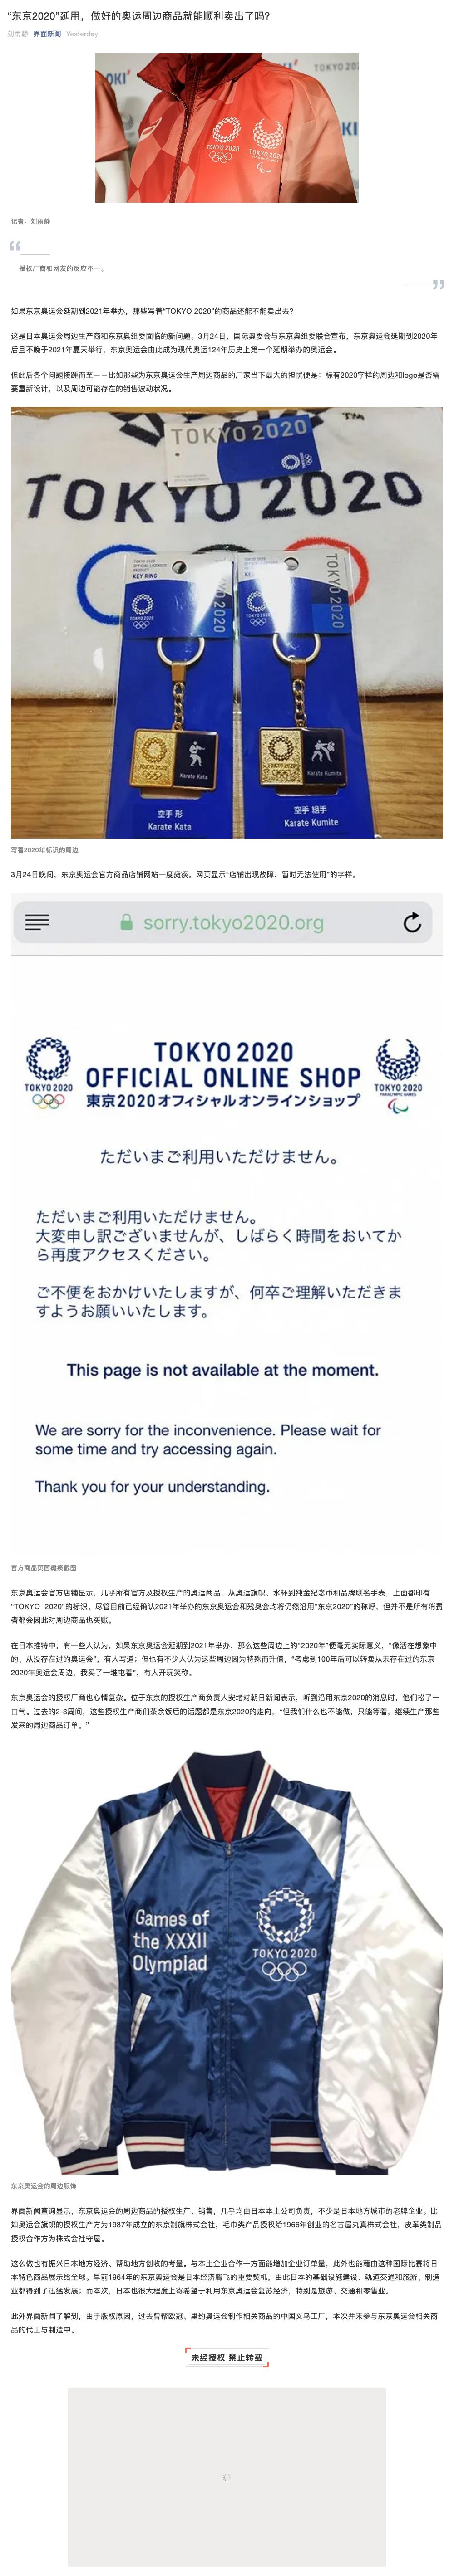 “东京2020”延用，做好的奥运周边商品就能顺利卖出了吗？
刘雨静 界面新闻 Yesterday
TOKYO 2020
TOKYO 2020
记者：刘雨静
授权厂商和网友的反应不一。
如果东京奥运会延期到2021年举办，那些写着“TOKYO 2020”的商品还能不能卖出去？
这是日本奥运会周边生产商和东京奥组委面临的新问题。3月24日，国际奥委会与东京奥组委联合宣布，东京奥运会延期到2020年
后且不晚于2021年夏天举行，东京奥运会由此成为现代奥运124年历史上第一个延期举办的奥运会。
但此后各个问题接踵而至——比如那些为东京奥运会生产周边商品的厂家当下最大的担忧便是：标有2020字样的周边和logo是否需
要重新设计，以及周边可能存在的销售波动状况。
TOKYO 2020
TOKYO 2020
KEY RING
TOKYO 2020
TOKYO 2020
KEY RING
TOKYO 2020
TOKYO 2020
Karate Kata
Karate Kumite
空手 形
Karate Kata
空手 組手
Karate Kumite
写着2020年标识的周边
3月24日晚间，东京奥运会官方商品店铺网站一度瘫痪。网页显示“店铺出现故障，暂时无法使用”的字样。
sorry.tokyo2020.org
TOKYO 2020
TOKYO 2020
OFFICIAL ONLINE SHOP
東京2020オフィシャルオンラインショップ
TOKYO 2020
PARALYMPIC GAMES
ただいまご利用いただけません。
ただいまご利用いただけません。
大変申し訳ございませんが、しばらく時間をおいてか
ら再度アクセスください。
ご不便をおかけいたしますが、何卒ご理解いただきま
すようお願いいたします。
This page is not available at the moment.
We are sorry for the inconvenience. Please wait for
some time and try accessing again.
Thank you for your understanding.
官方商品页面瘫痪截图
东京奥运会官方店铺显示，几乎所有官方及授权生产的奥运商品，从奥运旗帜、水杯到纯金纪念币和品牌联名手表，上面都印有
“TOKYO 2020”的标识。尽管目前已经确认2021年举办的东京奥运会和残奥会均将仍然沿用“东京2020”的称呼，但并不是所有消费
者都会因此对周边商品也买账。
在日本推特中，有一些人认为，如果东京奥运会延期到2021年举办，那么这些周边上的“2020年”便毫无实际意义，“像活在想象中
的、从没存在过的奥运会”，有人写道；但也有不少人认为这些周边因为特殊而升值，“考虑到100年后可以转卖从未存在过的东京
2020年奥运会周边，我买了一堆屯着”，有人开玩笑称。
东京奥运会的授权厂商也心情复杂。位于东京的授权生产商负责人安堵对朝日新闻表示，听到沿用东京2020的消息时，他们松了一
口气。过去的2-3周间，这些授权生产商们茶余饭后的话题都是东京2020的走向，“但我们什么也不能做，只能等着，继续生产那些
发来的周边商品订单。”
Games of
the XXXII
Olympiad
TOKYO 2020
东京奥运会的周边服饰
界面新闻查询显示，东京奥运会的周边商品的授权生产、销售，几乎均由日本本土公司负责，不少是日本地方城市的老牌企业。比
如奥运会旗帜的授权生产方为1937年成立的东京制旗株式会社，毛巾类产品授权给1966年创业的名古屋丸真株式会社，皮革类制品
授权合作方为株式会社守屋。
这么做也有振兴日本地方经济、帮助地方创收的考量。与本土企业合作一方面能增加企业订单量，此外也能藉由这种国际比赛将日
本特色商品展示给全球。早前1964年的东京奥运会是日本经济腾飞的重要契机，由此日本的基础设施建设、轨道交通和旅游、制造
业都得到了迅猛发展；而本次，日本也很大程度上寄希望于利用东京奥运会复苏经济，特别是旅游、交通和零售业。
此外界面新闻了解到，由于版权原因，过去曾帮欧冠、里约奥运会制作相关商品的中国义乌工厂，本次并未参与东京奥运会相关商
品的代工与制造中。
未经授权 禁止转载